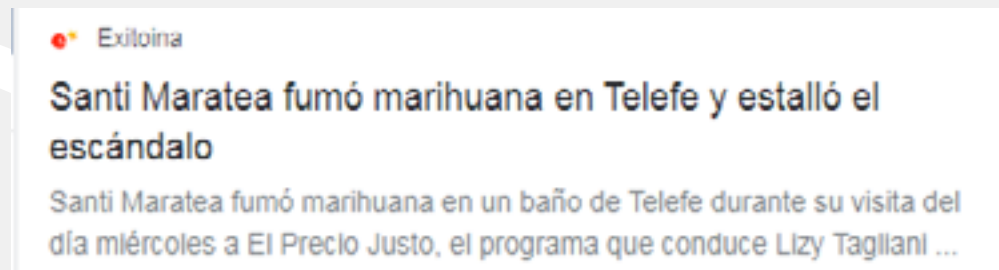 Exitoina
Santi Maratea fumó marihuana en Telefe y estalló el
escándalo
Santi Maratea fumó marihuana en un baño de Telefe durante su visita del
día miércoles a El Precio Justo, el programa que conduce Lizy Tagliani ...